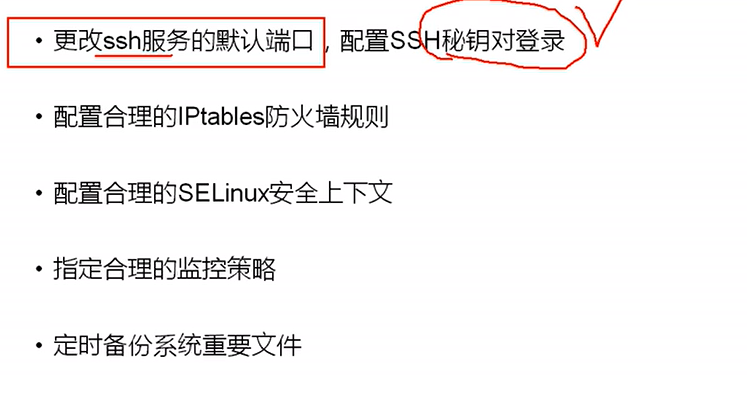 • 更改ssh服务的默认端口，配置SSH秘钥对登录
• 配置合理的IPtables防火墙规则
• 配置合理的SELinux安全上下文
• 指定合理的监控策略
• 定时备份系统重要文件